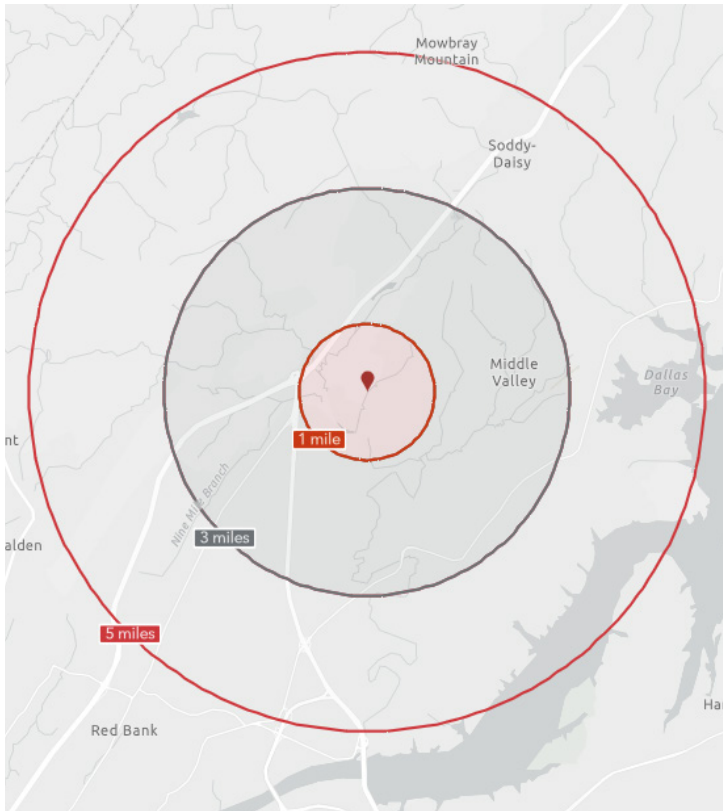 Mowbray
Mountain
Soddy-
Daisy
Middle
Valley
Dallas
Bay
1 mile
nt
Nine Mile Branch
3 miles
alden
5 miles
Red Bank
Ha